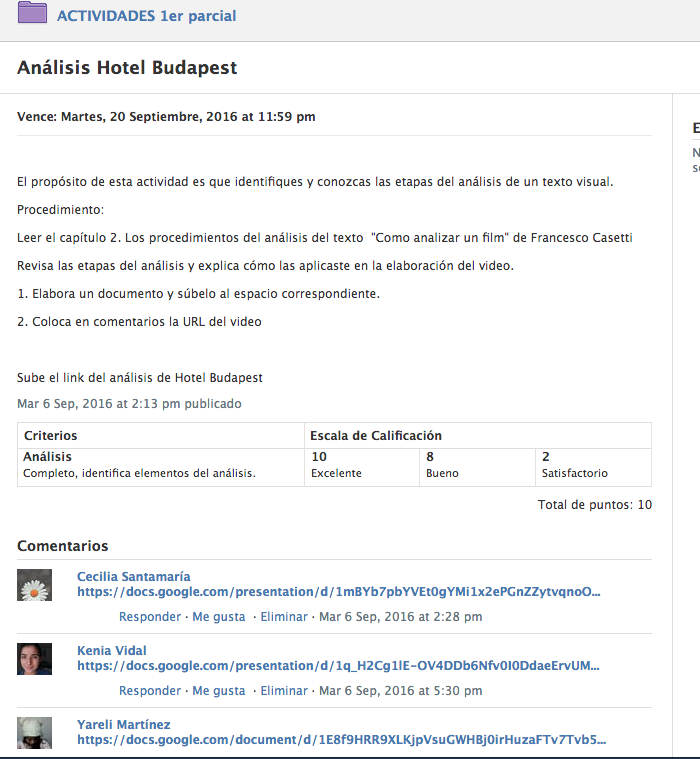 ACTIVIDADES 1er parcial
Análisis Hotel Budapest
Vence: Martes, 20 Septiembre, 2016 at 11:59 pm
El propósito de esta actividad es que identifiques y conozcas las etapas del análisis de un texto visual.
Procedimiento:
Leer el capítulo 2. Los procedimientos del análisis del texto "Como analizar un film" de Francesco Casetti
Revisa las etapas del análisis y explica cómo las aplicaste en la elaboración del video.
1. Elabora un documento y súbelo al espacio correspondiente.
2. Coloca en comentarios la URL del video
Sube el link del análisis de Hotel Budapest
Mar 6 Sep, 2016 at 2:13 pm publicado
Criterios Escala de Calificación
Análisis 10 8 2
Completo, identifica elementos del análisis. Excelente Bueno Satisfactorio
Total de puntos: 10
Comentarios
Cecilia Santamaría
https://docs.google.com/presentation/d/1mBYb7pbYVEt0gYMi1x2ePGnZZytvqnoO...
Responder · Me gusta · Eliminar · Mar 6 Sep, 2016 at 2:28 pm
Kenia Vidal
https://docs.google.com/presentation/d/1q_H2Cg1lE-OV4DDb6Nfv0I0DdaeErvUM...
Responder · Me gusta · Eliminar · Mar 6 Sep, 2016 at 5:30 pm
Yareli Martínez
https://docs.google.com/document/d/1E8f9HRR9XLKjpVsuGWHBj0irHuzaFTv7Tvb5...